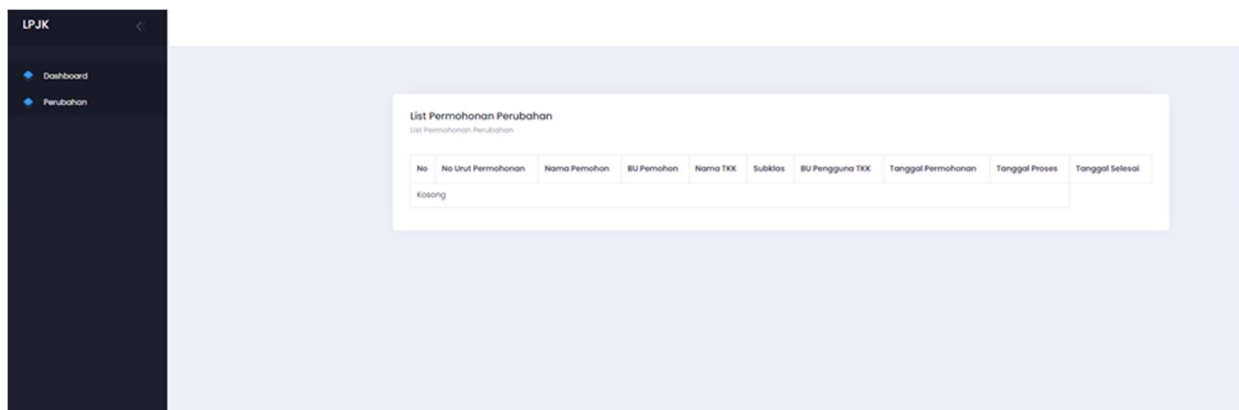 LPJK
Dashboard
Perubahan
List Permohonan Perubahan
List Permohonan Perubahan
No No Urut Permohonan Nama Pemohon BU Pemohon Nama TKK Subklas BU Pengguna TKK Tanggal Permohonan Tanggal Proses Tanggal Selesai
Kosong